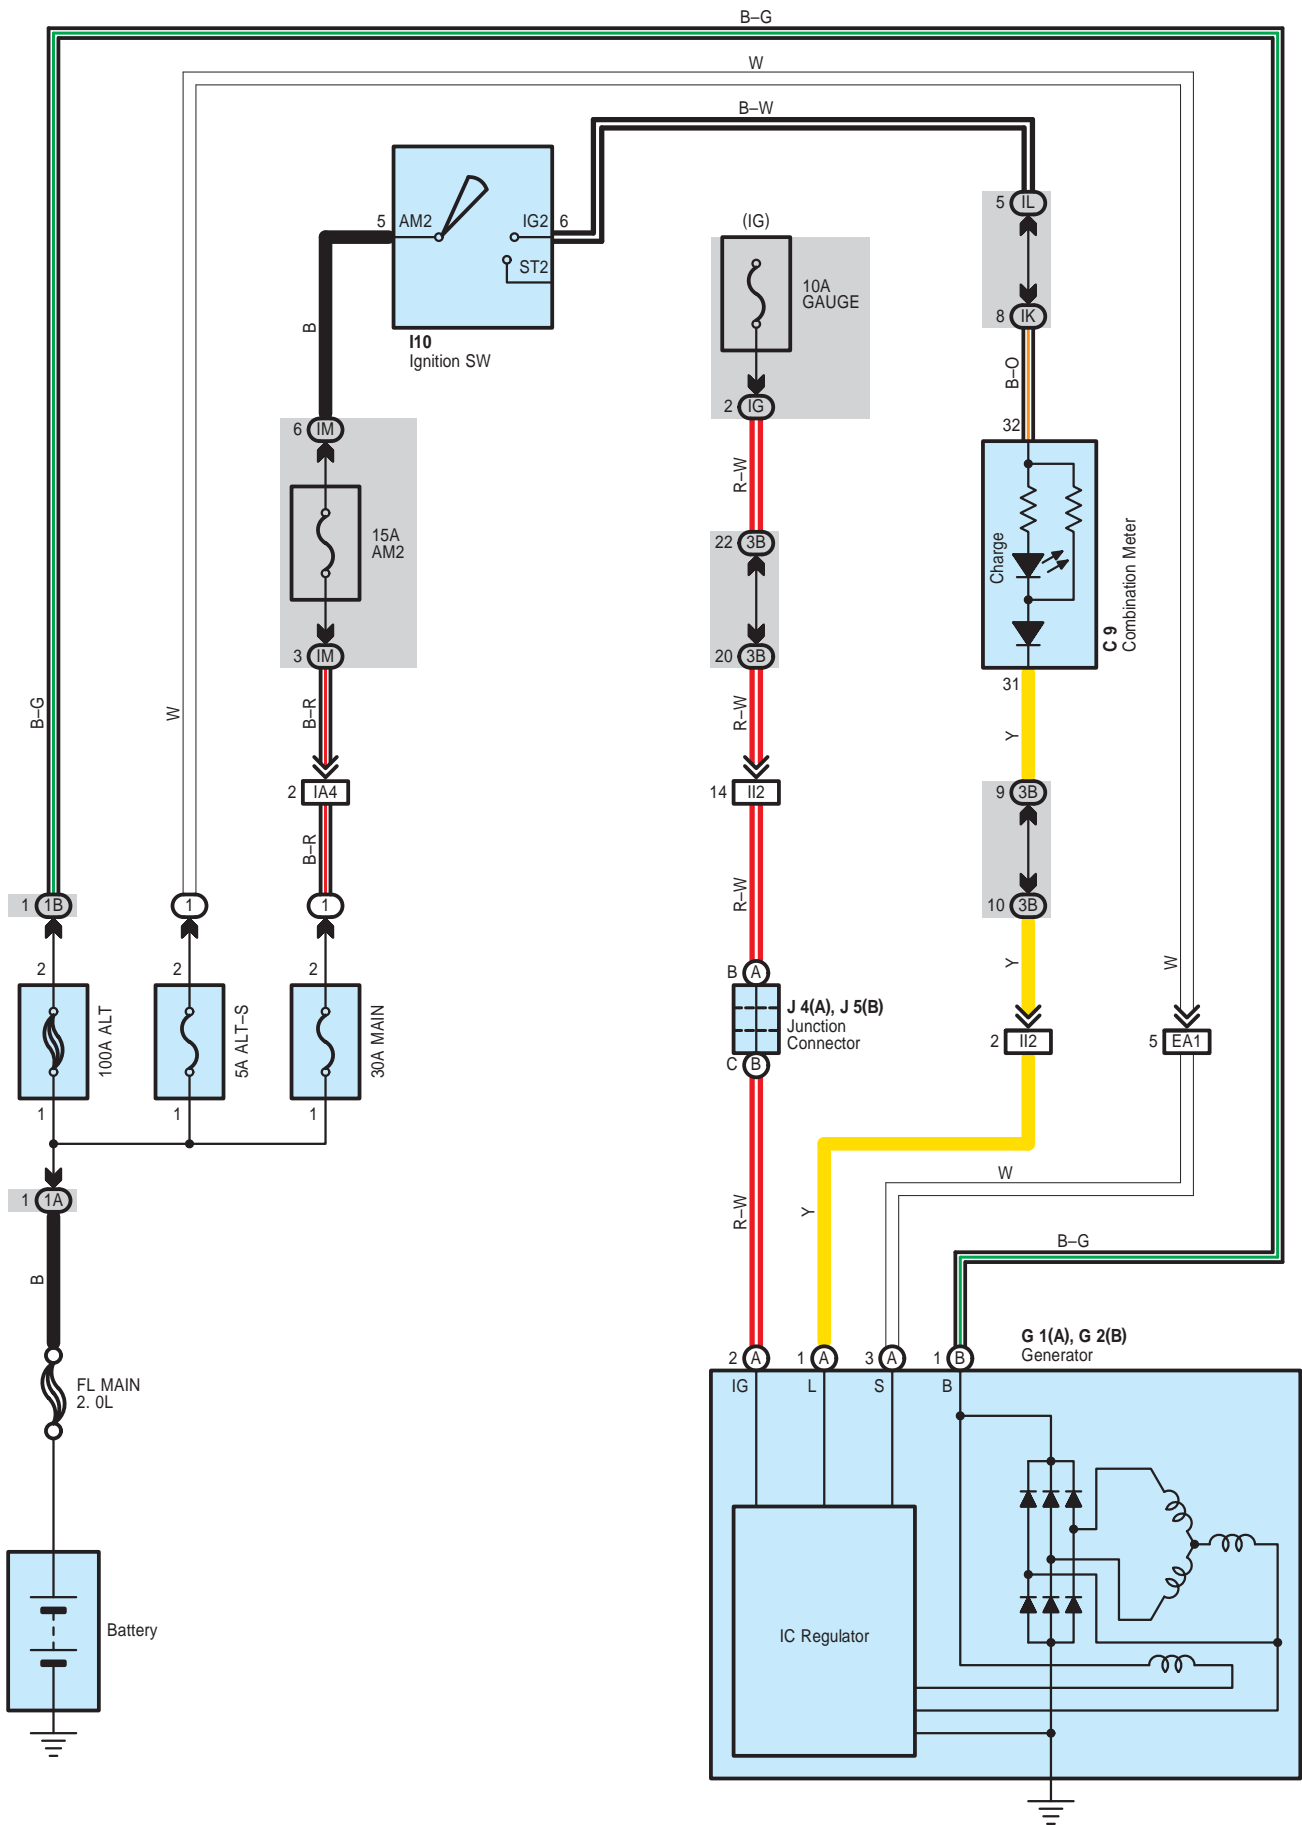 B–G
W
B–W
5 AM2
IG2 6
ST2
I10
Ignition SW
B
(IG)
10A
GAUGE
2 IG
5 IL
8 IK
B–O
32
6 IM
15A
AM2
3 IM
R–W
22 3B
20 3B
Charge
C 9
Combination Meter
31
B–G
W
B–R
R–W
Y
2 IA4
14 II2
9 3B
B–R
R–W
10 3B
1 1B
1
1
2
2
2
100A ALT
5A ALT–S
30A MAIN
1
1
1
B A
J 4(A), J 5(B)
Junction
Connector
C B
Y
W
2 II2
5 EA1
1 1A
B
W
R–W
Y
B–G
FL MAIN
2. 0L
G 1(A), G 2(B)
Generator
2 A
1 A
3 A
1 B
IG
L
S
B
Battery
IC Regulator